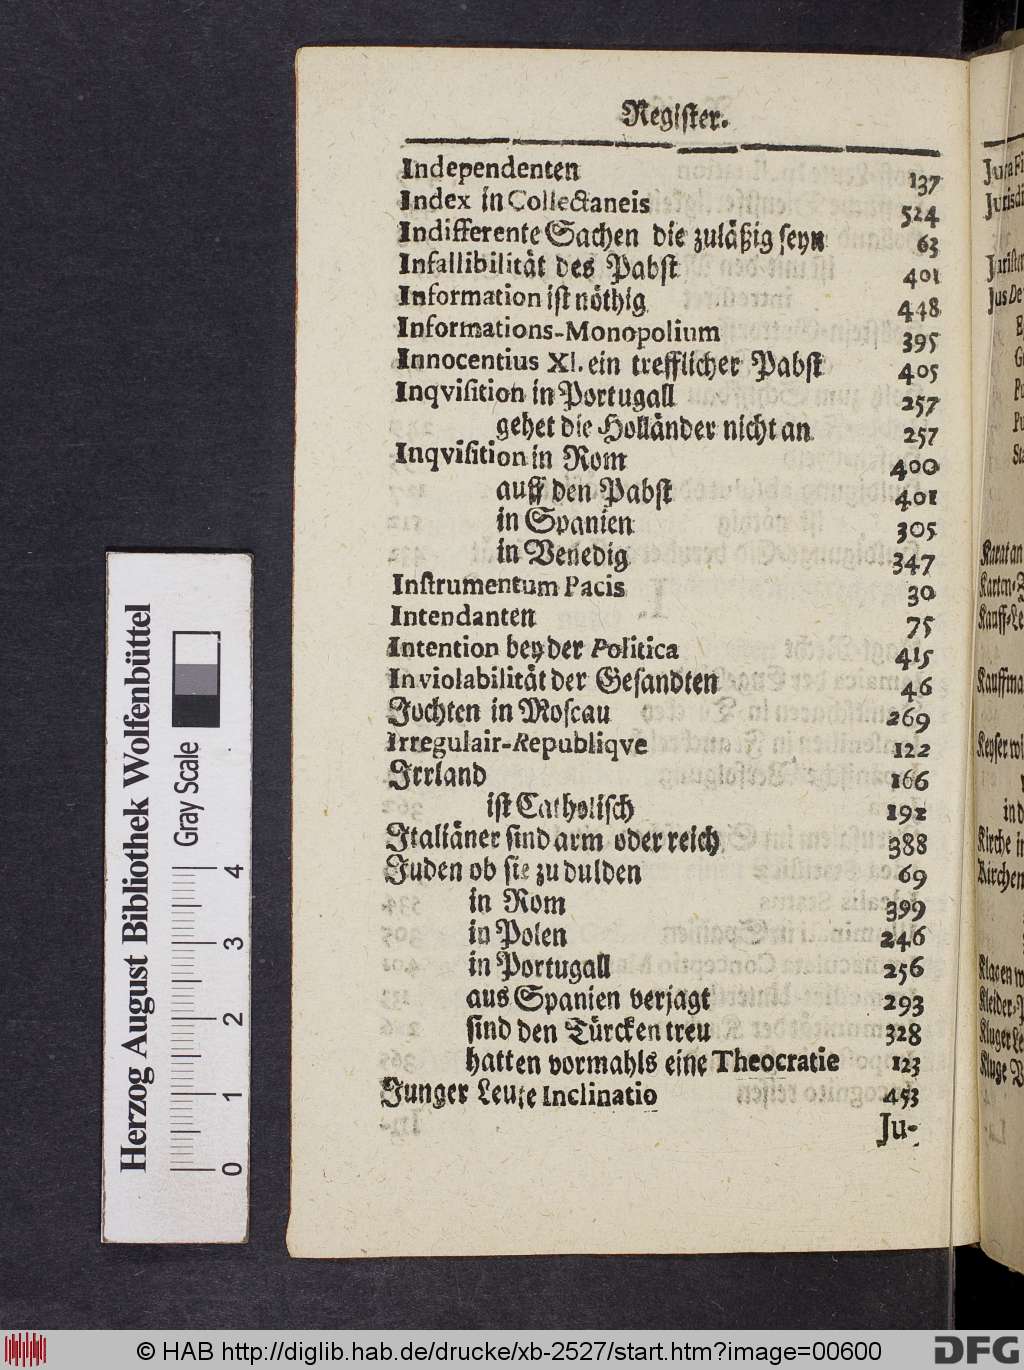 Regiſter.
Independenten 137
Index in Collectaneis 524
Indifferente Sachen die zuläßig ſeyn 63
Infallibilität des Pabſt 401
Information iſt nöthig 448
Informations-Monopolium 395
Innocentius XI. ein trefflicher Pabſt 405
Inqviſition in Portugall 257
gehet die Holländer nicht an 257
Inqviſition in Rom 400
auff den Pabſt 401
in Spanien 305
in Venedig 347
Inſtrumentum Pacis 30
Intendanten 75
Intention bey der Politica 415
Inviolabilität der Geſandten 46
Jochten in Moſcau 269
Irregulair-Republiqve 122
Irrland 166
iſt Catholiſch 192
Italiäner ſind arm oder reich 388
Juden ob ſie zu dulden 69
in Rom 399
in Polen 246
in Portugall 256
aus Spanien verjagt 293
ſind den Türcken treu 328
hatten vormahls eine Theocratie 123
Junger Leute Inclinatio 453
Ju-
Herzog August Bibliothek Wolfenbüttel
Gray Scale
0 1 2 3 4
© HAB http://diglib.hab.de/drucke/xb-2527/start.htm?image=00600
DFG